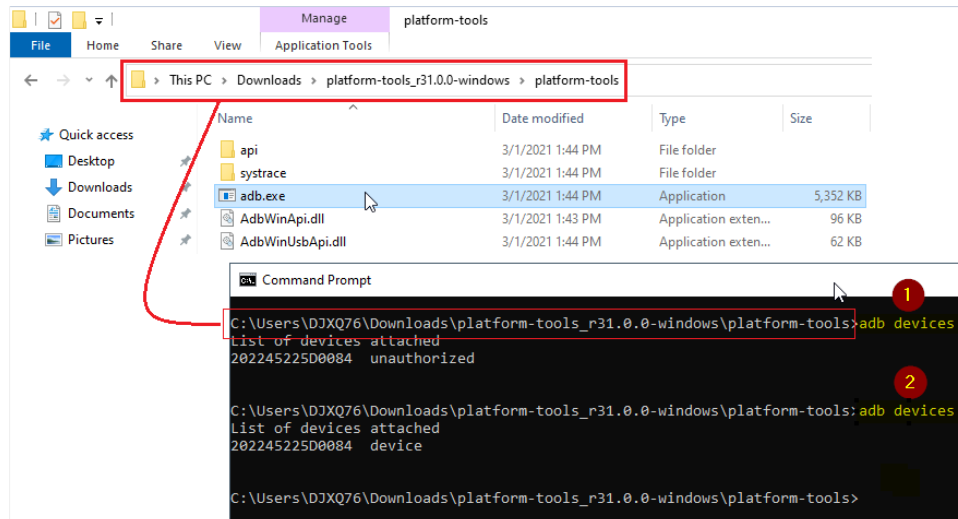 Manage platform-tools
File Home Share View Application Tools
This PC > Downloads > platform-tools_r31.0.0-windows > platform-tools
Name Date modified Type Size
Quick access
Desktop
Downloads
Documents
Pictures
api 3/1/2021 1:44 PM File folder
systrace 3/1/2021 1:44 PM File folder
adb.exe 3/1/2021 1:44 PM Application 5,352 KB
AdbWinApi.dll 3/1/2021 1:43 PM Application exten... 96 KB
AdbWinUsbApi.dll 3/1/2021 1:44 PM Application exten... 62 KB
C:\. Command Prompt
1
C:\Users\DJXQ76\Downloads\platform-tools_r31.0.0-windows\platform-tools>adb devices
List of devices attached
202245225D0084 unauthorized
2
C:\Users\DJXQ76\Downloads\platform-tools_r31.0.0-windows\platform-tools>adb devices
List of devices attached
202245225D0084 device
C:\Users\DJXQ76\Downloads\platform-tools_r31.0.0-windows\platform-tools>